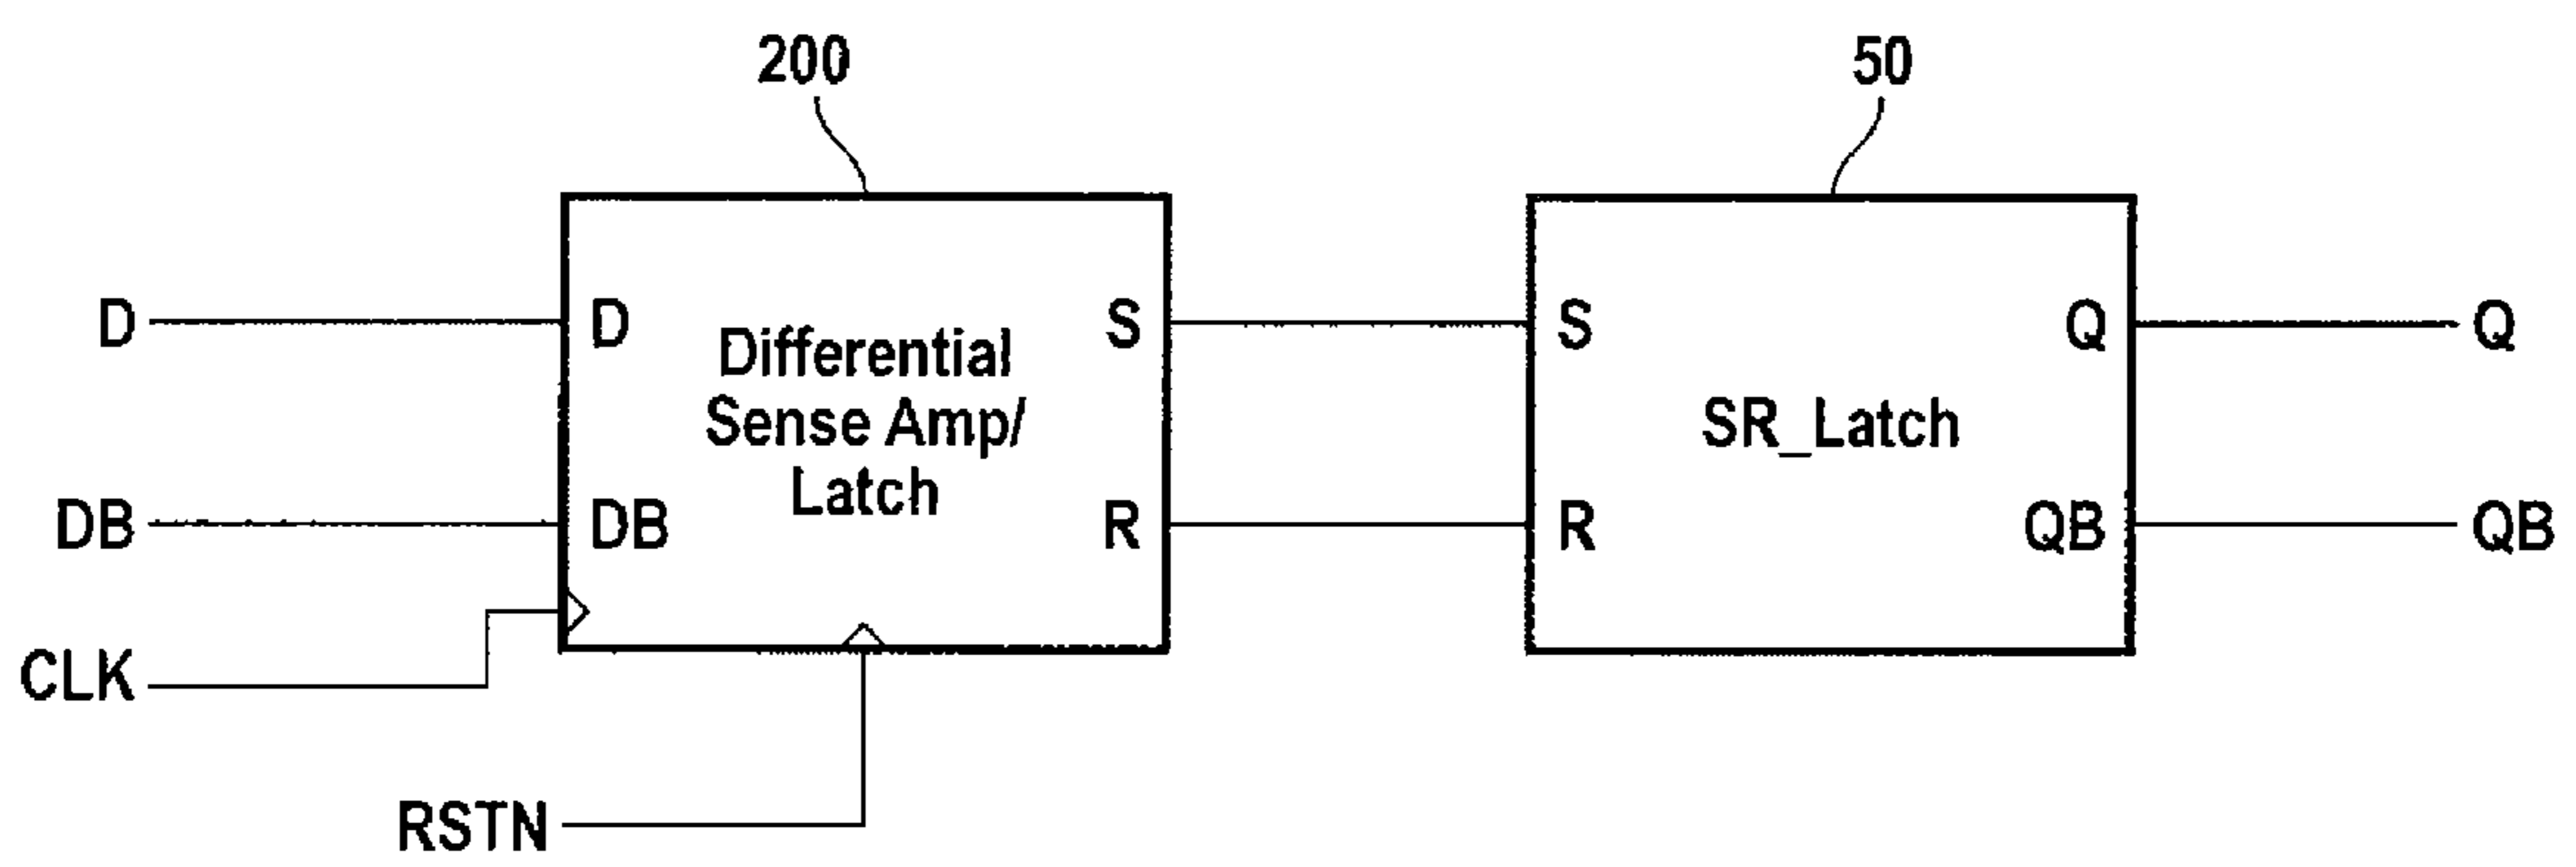 200
50
D
D
Differential
Sense Amp/
Latch
S
S
SR_Latch
Q
Q
DB
DB
R
R
QB
QB
CLK
RSTN